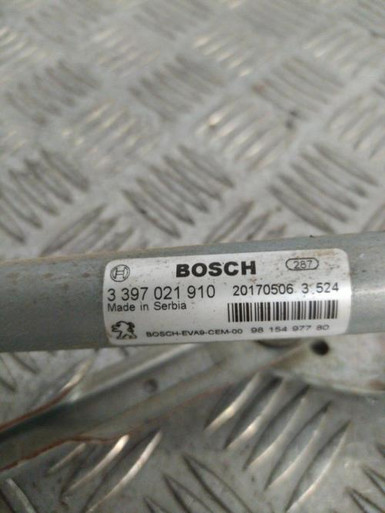 BOSCH 287
3 397 021 910 20170506 3 524
Made in Serbia
BOSCH-EVA9-CEM-00 98 154 977 80